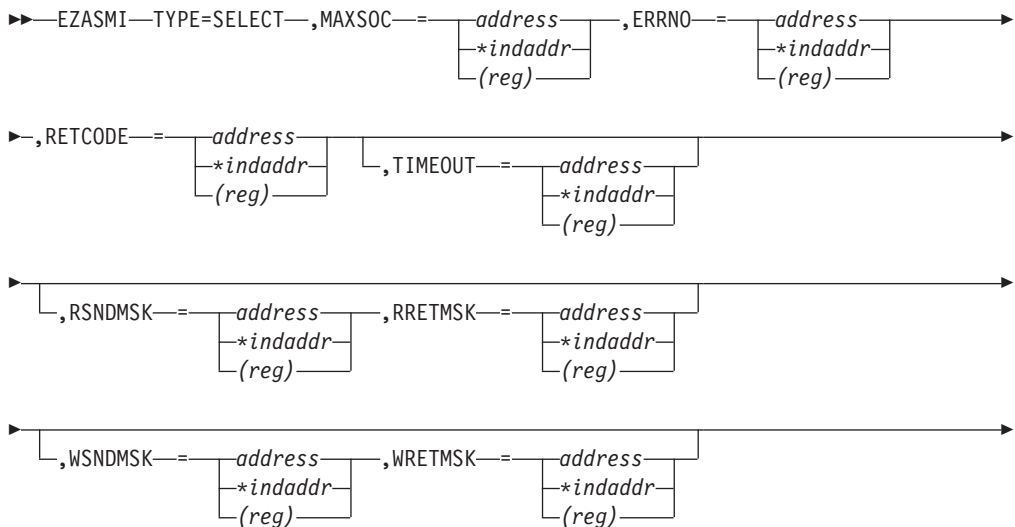 EZASMI TYPE=SELECT ,MAXSOC = address ,ERRNO = address
*indaddr *indaddr
(reg) (reg)
,RETCODE = address
*indaddr ,TIMEOUT = address
(reg) *indaddr
(reg)
,RSNDMSK = address ,RRETMSK = address
*indaddr *indaddr
(reg) (reg)
,WSNDMSK = address ,WRETMSK = address
*indaddr *indaddr
(reg) (reg)